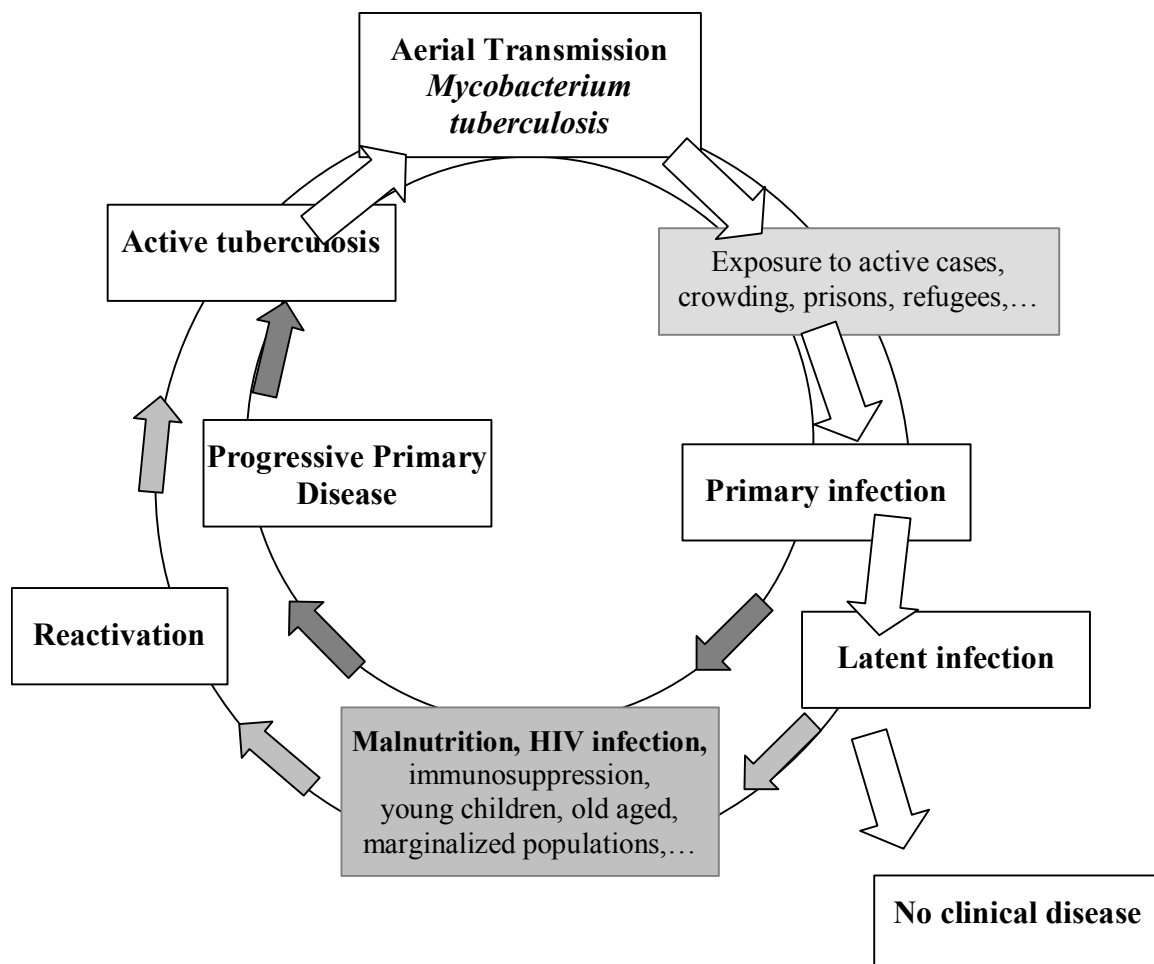 Aerial Transmission
Mycobacterium
tuberculosis
Active tuberculosis
Exposure to active cases,
crowding, prisons, refugees,…
Progressive Primary
Disease
Primary infection
Reactivation
Latent infection
Malnutrition, HIV infection,
immunosuppression,
young children, old aged,
marginalized populations,…
No clinical disease